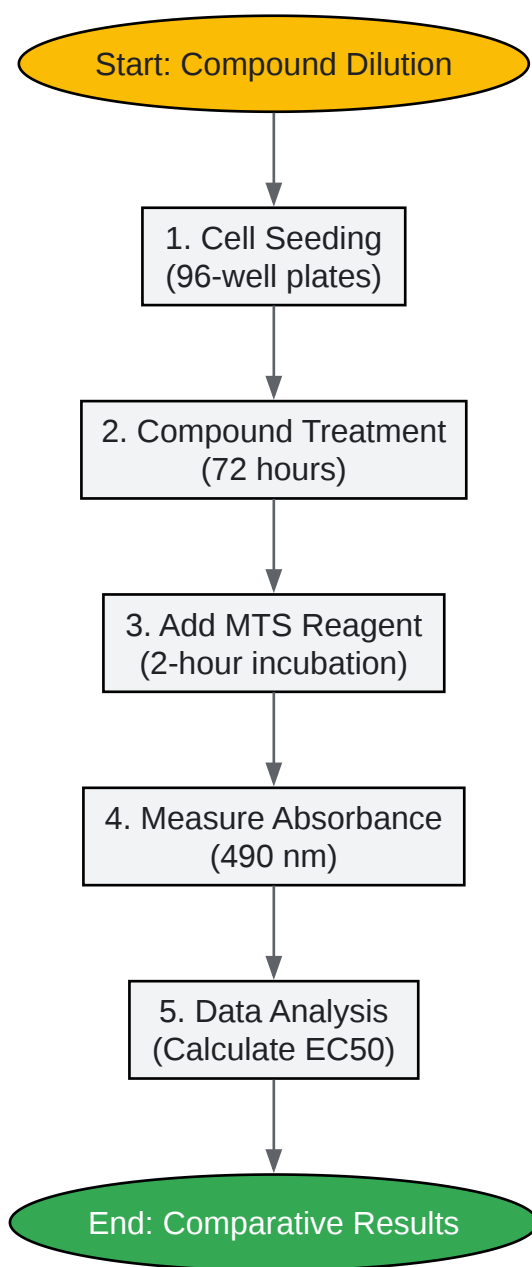 Start: Compound Dilution
1. Cell Seeding
(96-well plates)
2. Compound Treatment
(72 hours)
3. Add MTS Reagent
(2-hour incubation)
4. Measure Absorbance
(490 nm)
5. Data Analysis
(Calculate EC50)
End: Comparative Results